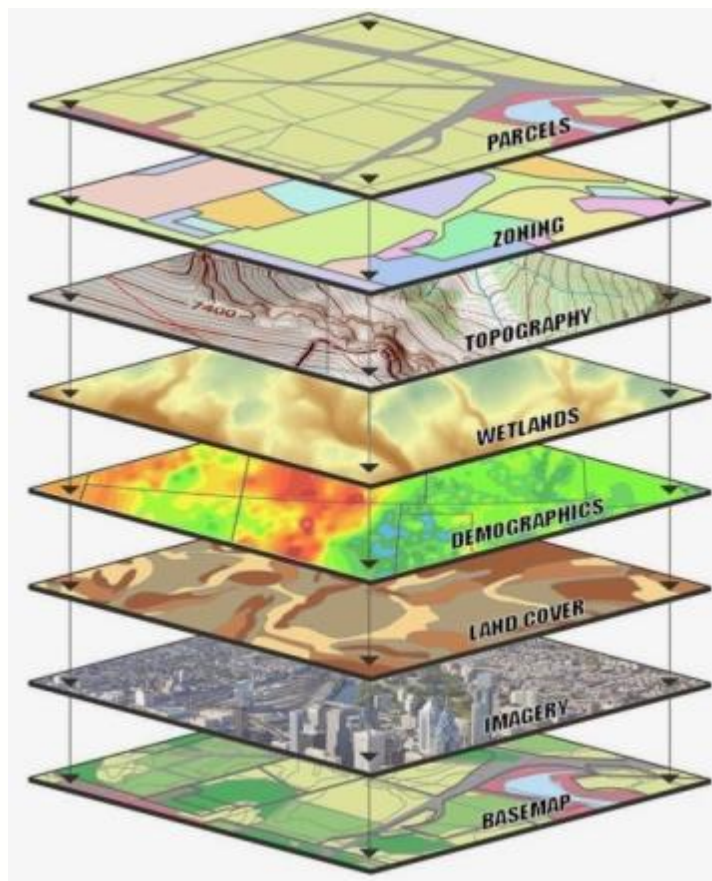 PARCELS
ZONING
7400
TOPOGRAPHY
WETLANDS
DEMOGRAPHICS
LAND COVER
IMAGERY
BASEMAP